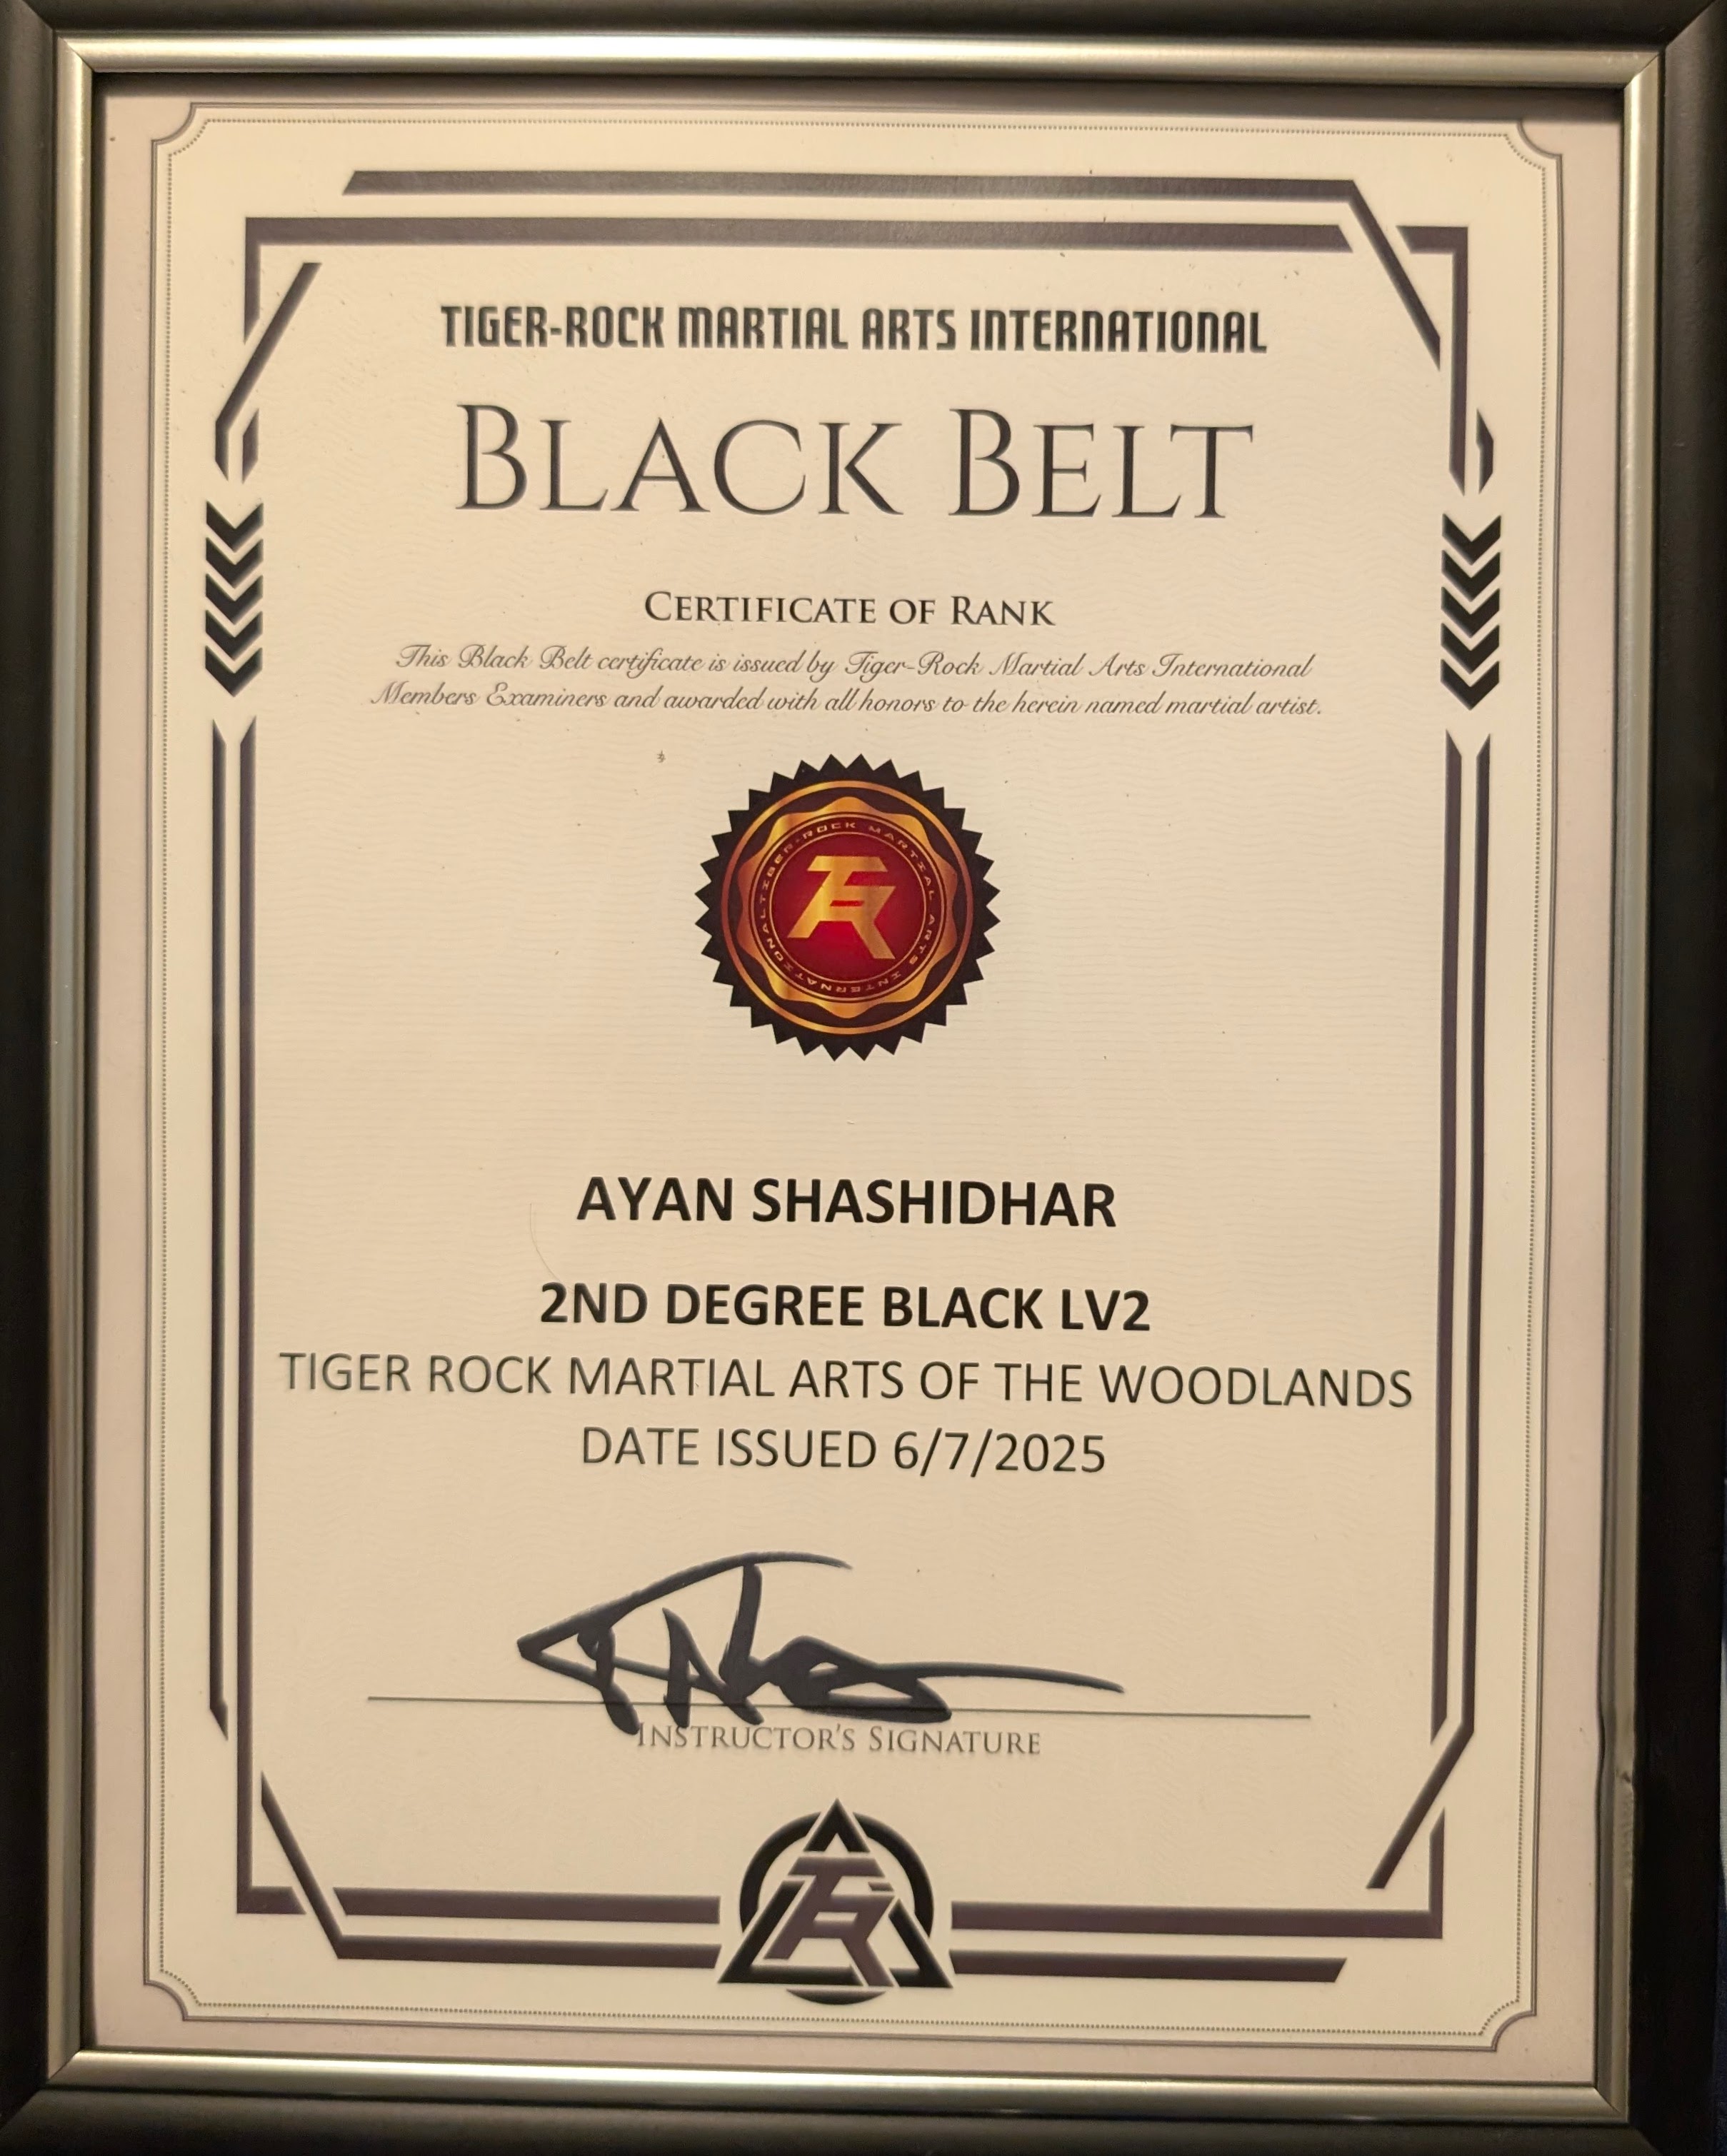 TIGER-ROCK MARTIAL ARTS INTERNATIONAL
BLACK BELT
CERTIFICATE OF RANK
This Black Belt certificate is issued by Tiger-Rock Martial Arts International
Members Examiners and awarded with all honors to the herein named martial artist.
TIGER-ROCK MARTIAL ARTS INTERNATIONAL
TR
AYAN SHASHIDHAR
2ND DEGREE BLACK LV2
TIGER ROCK MARTIAL ARTS OF THE WOODLANDS
DATE ISSUED 6/7/2025
INSTRUCTOR'S SIGNATURE
TR